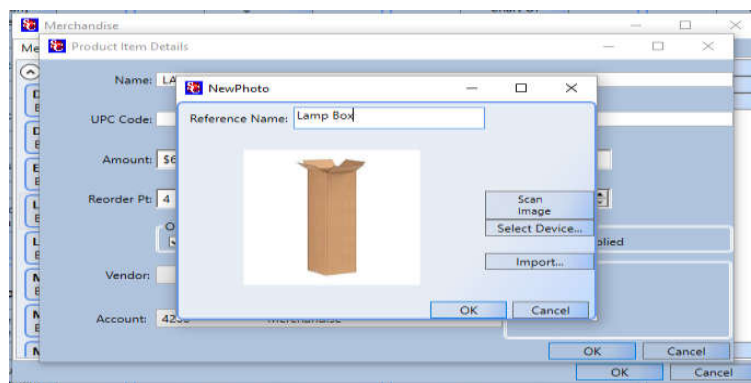 Merchandise
Me
Product Item Details
Name: LA
NewPhoto
UPC Code:
Reference Name: Lamp Box
Amount: $6
Reorder Pt: 4
Scan
Image
Select Device...
plied
Import...
Vendor:
Account: 42
OK Cancel
OK Cancel
OK Cancel